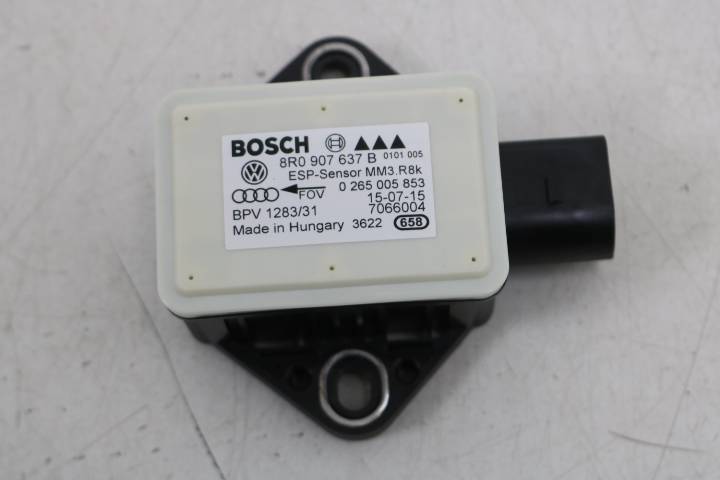 BOSCH
8R0 907 637 B 0101 005
ESP-Sensor MM3.R8k
FOV 0 265 005 853
15-07-15
BPV 1283/31 7066004
Made in Hungary 3622 658
L